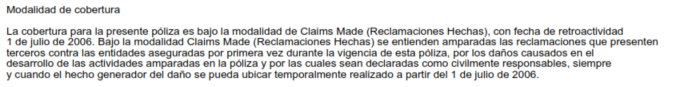 Modalidad de cobertura
La cobertura para la presente póliza es bajo la modalidad de Claims Made (Reclamaciones Hechas), con fecha de retroactividad
1 de julio de 2006. Bajo la modalidad Claims Made (Reclamaciones Hechas) se entienden amparadas las reclamaciones que presenten
terceros contra las entidades aseguradas por primera vez durante la vigencia de esta póliza, por los daños causados en el
desarrollo de las actividades amparadas en la póliza y por las cuales sean declaradas como civilmente responsables, siempre
y cuando el hecho generador del daño se pueda ubicar temporalmente realizado a partir del 1 de julio de 2006.